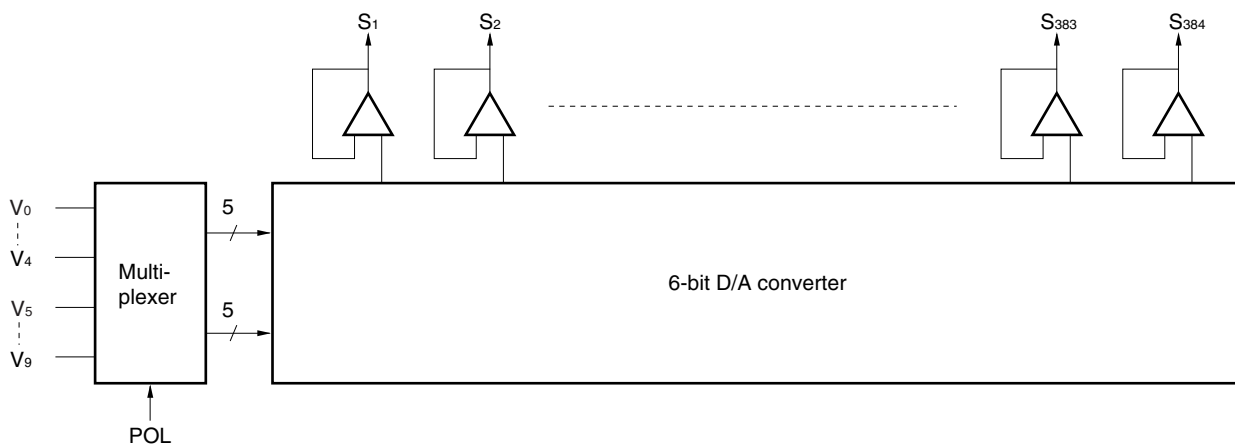 S1 S2 S383 S384
V0
V4
V5
V9
Multi-
plexer
5
5
6-bit D/A converter
POL